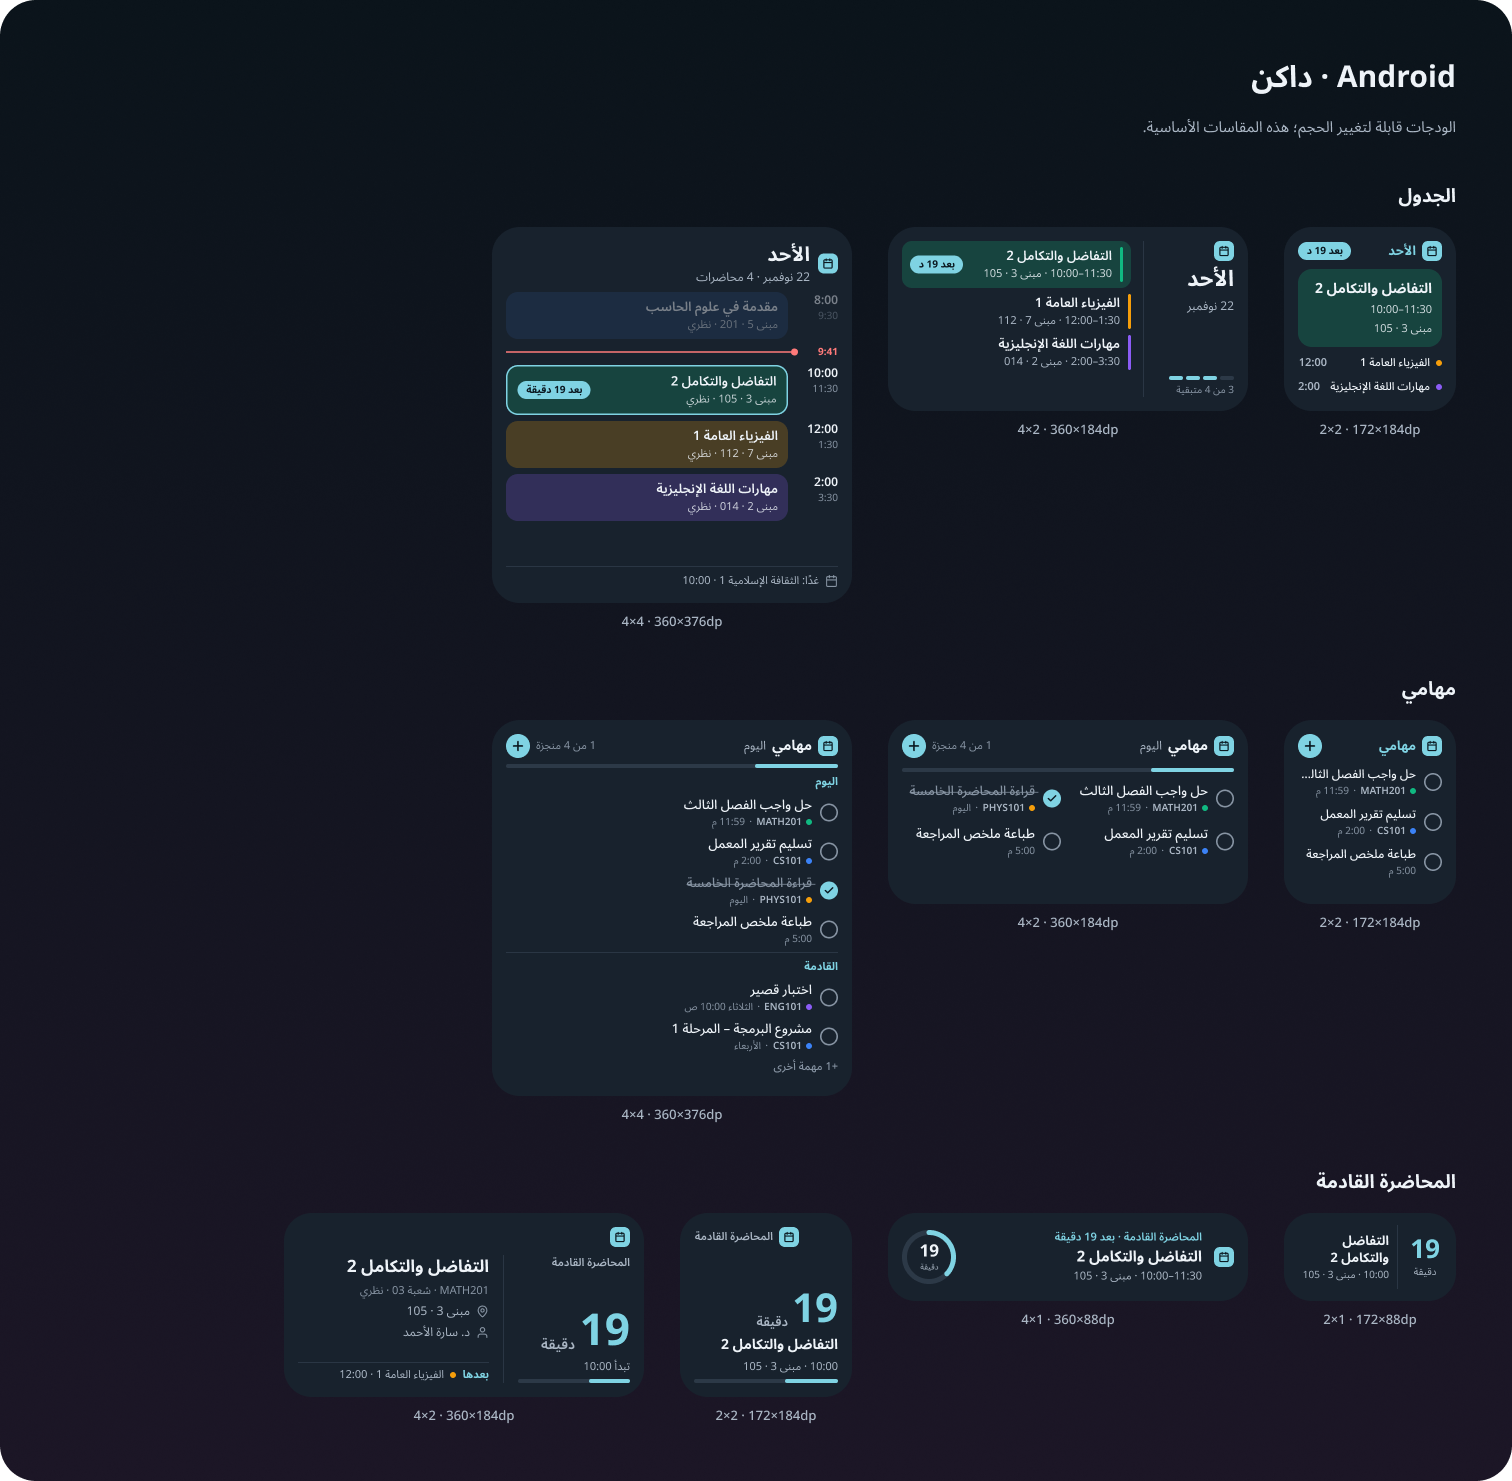 Android · داكن
الودجات قابلة لتغيير الحجم؛ هذه المقاسات الأساسية.
الجدول
الأحد
بعد 19 د
التفاضل والتكامل 2
10:00–11:30
مبنى 3 · 105
الفيزياء العامة 1
12:00
مهارات اللغة الإنجليزية
2:00
2×2 · 172×184dp
الأحد
22 نوفمبر
3 من 4 متبقية
التفاضل والتكامل 2
10:00–11:30 · مبنى 3 · 105
بعد 19 د
الفيزياء العامة 1
12:00–1:30 · مبنى 7 · 112
مهارات اللغة الإنجليزية
2:00–3:30 · مبنى 2 · 014
4×2 · 360×184dp
الأحد
22 نوفمبر · 4 محاضرات
8:00
9:30
مقدمة في علوم الحاسب
مبنى 5 · 201 · نظري
9:41
10:00
11:30
التفاضل والتكامل 2
مبنى 3 · 105 · نظري
بعد 19 دقيقة
12:00
1:30
الفيزياء العامة 1
مبنى 7 · 112 · نظري
2:00
3:30
مهارات اللغة الإنجليزية
مبنى 2 · 014 · نظري
غدًا: الثقافة الإسلامية 1 · 10:00
4×4 · 360×376dp
مهامي
مهامي
حل واجب الفصل الثالـ...
MATH201 · 11:59 م
تسليم تقرير المعمل
CS101 · 2:00 م
طباعة ملخص المراجعة
5:00 م
2×2 · 172×184dp
مهامي اليوم
1 من 4 منجزة
حل واجب الفصل الثالث
MATH201 · 11:59 م
قراءة المحاضرة الخامسة
PHYS101 · اليوم
تسليم تقرير المعمل
CS101 · 2:00 م
طباعة ملخص المراجعة
5:00 م
4×2 · 360×184dp
مهامي اليوم
1 من 4 منجزة
اليوم
حل واجب الفصل الثالث
MATH201 · 11:59 م
تسليم تقرير المعمل
CS101 · 2:00 م
قراءة المحاضرة الخامسة
PHYS101 · اليوم
طباعة ملخص المراجعة
5:00 م
القادمة
اختبار قصير
ENG101 · الثلاثاء 10:00 ص
مشروع البرمجة – المرحلة 1
CS101 · الأربعاء
+1 مهمة أخرى
4×4 · 360×376dp
المحاضرة القادمة
19
دقيقة
التفاضل
والتكامل 2
10:00 · مبنى 3 · 105
2×1 · 172×88dp
المحاضرة القادمة · بعد 19 دقيقة
التفاضل والتكامل 2
10:00–11:30 · مبنى 3 · 105
19
دقيقة
4×1 · 360×88dp
المحاضرة القادمة
19 دقيقة
التفاضل والتكامل 2
10:00 · مبنى 3 · 105
2×2 · 172×184dp
المحاضرة القادمة
19 دقيقة
تبدأ 10:00
التفاضل والتكامل 2
MATH201 · شعبة 03 · نظري
مبنى 3 · 105
د. سارة الأحمد
بعدها الفيزياء العامة 1 · 12:00
4×2 · 360×184dp